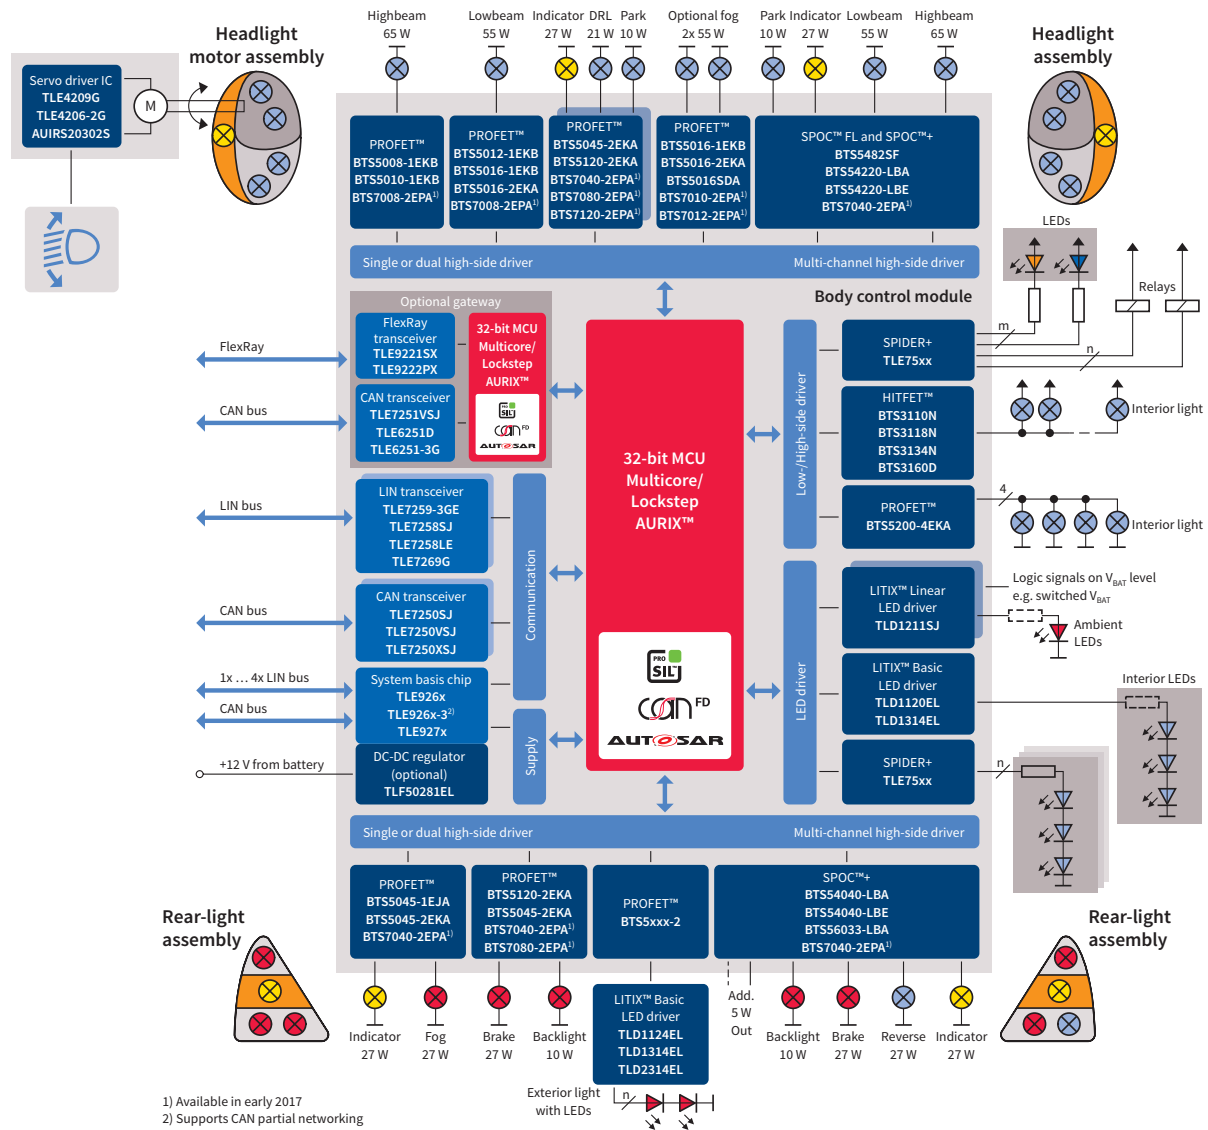 Highbeam
65 W
Lowbeam
55 W
Indicator
27 W
DRL
21 W
Park
10 W
Optional fog
2x 55 W
Park
10 W
Indicator
27 W
Lowbeam
55 W
Highbeam
65 W
Headlight
motor assembly
Headlight
assembly
Servo driver IC
TLE4209G
TLE4206-2G
AUIRS20302S
M
PROFET™
BTS5008-1EKB
BTS5010-1EKB
BTS7008-2EPA1)
PROFET™
BTS5012-1EKB
BTS5016-1EKB
BTS5016-2EKA
BTS7008-2EPA1)
PROFET™
BTS5045-2EKA
BTS5120-2EKA
BTS7040-2EPA1)
BTS7080-2EPA1)
BTS7120-2EPA1)
PROFET™
BTS5016-1EKB
BTS5016-2EKA
BTS5016SDA
BTS7010-2EPA1)
BTS7012-2EPA1)
SPOC™ FL and SPOC™+
BTS5482SF
BTS54220-LBA
BTS54220-LBE
BTS7040-2EPA1)
Single or dual high-side driver
Multi-channel high-side driver
Body control module
Optional gateway
FlexRay
transceiver
TLE9221SX
TLE9222PX
CAN transceiver
TLE7251VSJ
TLE6251D
TLE6251-3G
32-bit MCU
Multicore/
Lockstep
AURIX™
PRO
SIL
CAN FD
AUTOSAR
FlexRay
CAN bus
LIN bus
CAN bus
1x … 4x LIN bus
CAN bus
+12 V from battery
LIN transceiver
TLE7259-3GE
TLE7258SJ
TLE7258LE
TLE7269G
CAN transceiver
TLE7250SJ
TLE7250VSJ
TLE7250XSJ
System basis chip
TLE926x
TLE926x-32)
TLE927x
DC-DC regulator
(optional)
TLF50281EL
Communication
Supply
32-bit MCU
Multicore/
Lockstep
AURIX™
PRO
SIL
CAN FD
AUTOSAR
Low-/High-side driver
LED driver
SPIDER+
TLE75xx
HITFET™
BTS3110N
BTS3118N
BTS3134N
BTS3160D
PROFET™
BTS5200-4EKA
LITIX™ Linear
LED driver
TLD1211SJ
LITIX™ Basic
LED driver
TLD1120EL
TLD1314EL
SPIDER+
TLE75xx
LEDs
Relays
m
n
Interior light
4
Interior light
Logic signals on VBAT level
e.g. switched VBAT
Ambient
LEDs
Interior LEDs
n
Single or dual high-side driver
Multi-channel high-side driver
PROFET™
BTS5045-1EJA
BTS5045-2EKA
BTS7040-2EPA1)
PROFET™
BTS5120-2EKA
BTS5045-2EKA
BTS7040-2EPA1)
BTS7080-2EPA1)
PROFET™
BTS5xxx-2
SPOC™+
BTS54040-LBA
BTS54040-LBE
BTS56033-LBA
BTS7040-2EPA1)
Rear-light
assembly
Rear-light
assembly
Indicator
27 W
Fog
27 W
Brake
27 W
Backlight
10 W
LITIX™ Basic
LED driver
TLD1124EL
TLD1314EL
TLD2314EL
Add.
5 W
Out
Backlight
10 W
Brake
27 W
Reverse
27 W
Indicator
27 W
Exterior light
with LEDs
n
1) Available in early 2017
2) Supports CAN partial networking